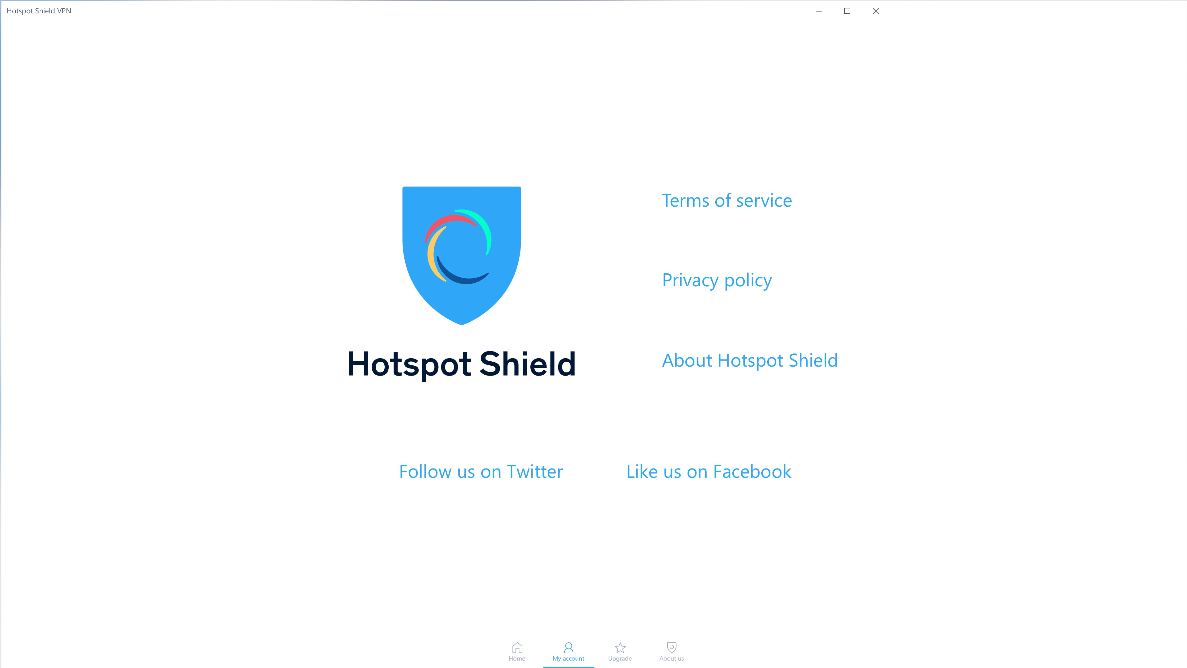 Hotspot Shield VPN
Terms of service
Privacy policy
Hotspot Shield
About Hotspot Shield
Follow us on Twitter
Like us on Facebook
Home
My account
Upgrade
About us